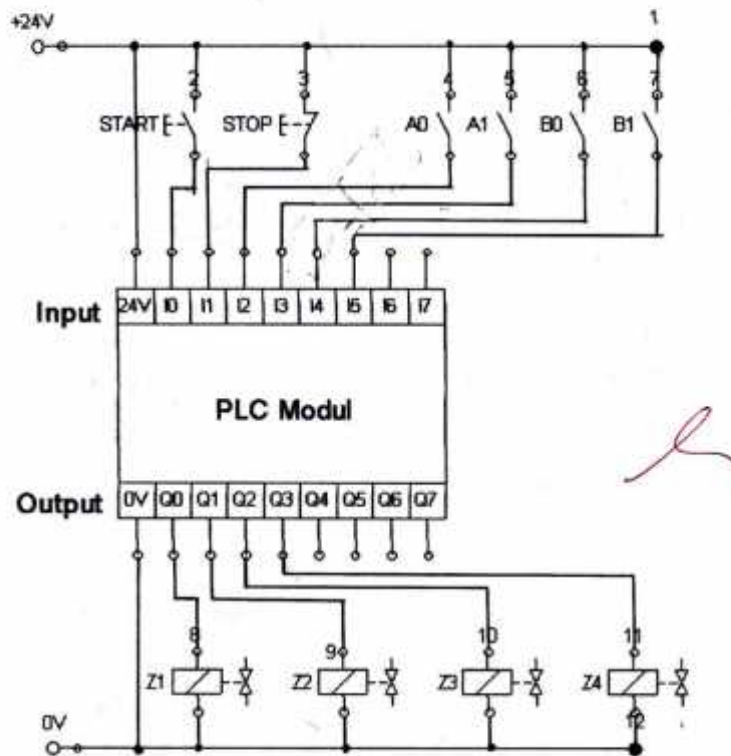 +24V
1
2 3 4 5 6 7
START STOP A0 A1 B0 B1
Input
24V I0 I1 I2 I3 I4 I5 I6 I7
PLC Modul
Output
0V Q0 Q1 Q2 Q3 Q4 Q5 Q6 Q7
8 9 10 11
Z1 Z2 Z3 Z4
0V
12